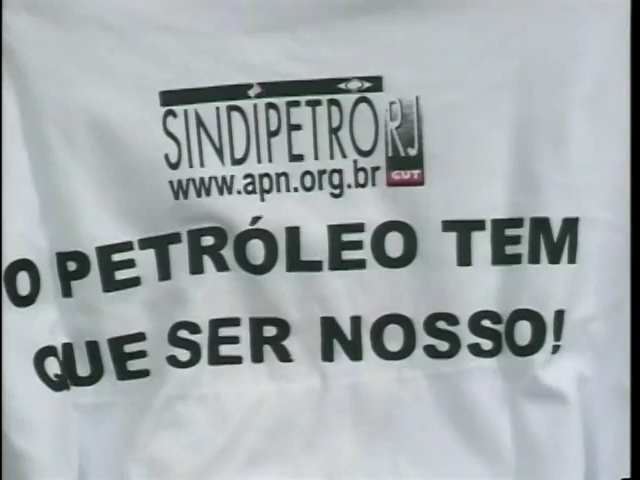 SINDIPETRO RJ
www.apn.org.br CUT
O PETRÓLEO TEM
QUE SER NOSSO!